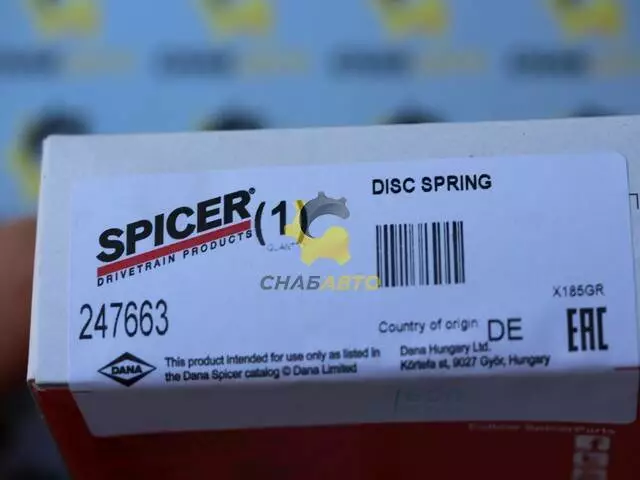 DISC SPRING
SPICER®
(1)
DRIVETRAIN PRODUCTS
СНАБАВТО
247663
X185GR
Country of origin DE
EAC
DANA
This product intended for use only as listed in
the Dana Spicer catalog © Dana Limited
Dana Hungary Ltd.
Körtefa st, 9027 Győr, Hungary
Follow SpicerParts